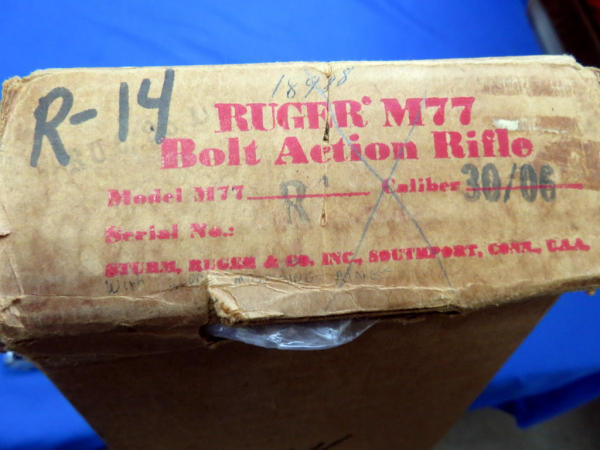 R-14
RUGER® M77
Bolt Action Rifle
Model M77 R Caliber 30/06
Serial No.:
STURM, RUGER & CO. INC., SOUTHPORT, CONN., U.S.A.